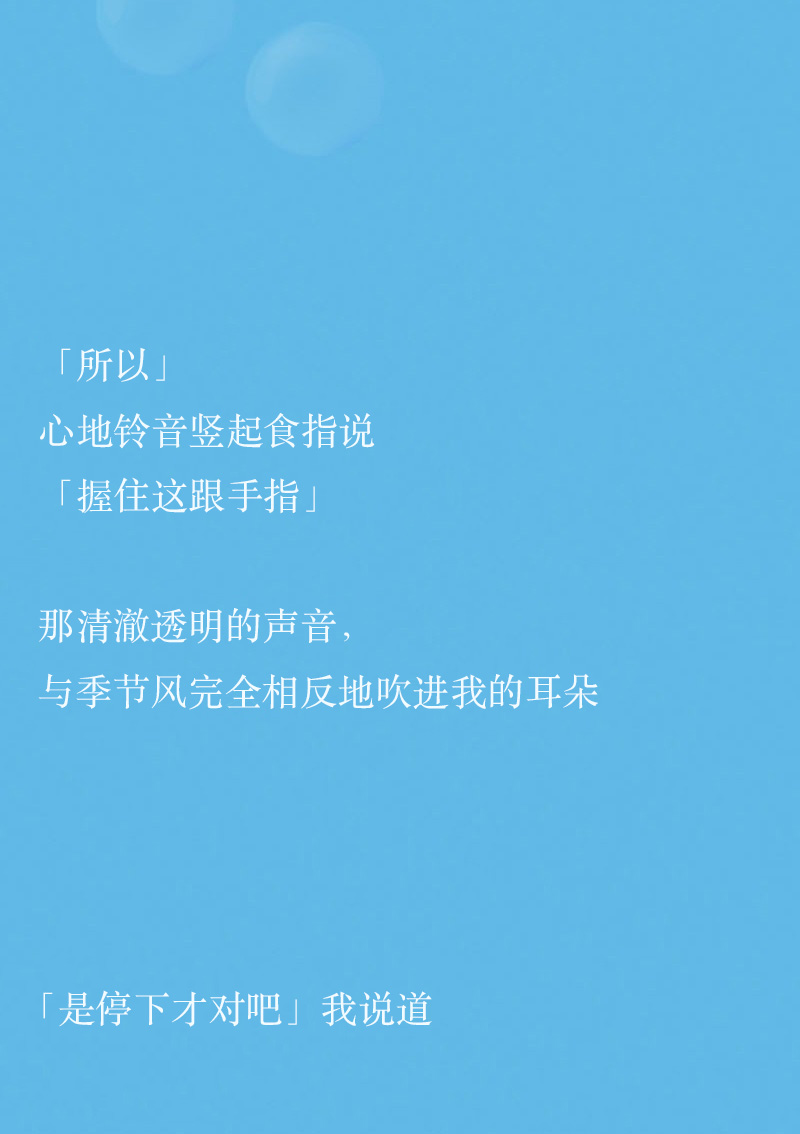 「所以」
心地铃音竖起食指说
「握住这跟手指」
那清澈透明的声音，
与季节风完全相反地吹进我的耳朵
「是停下才对吧」我说道